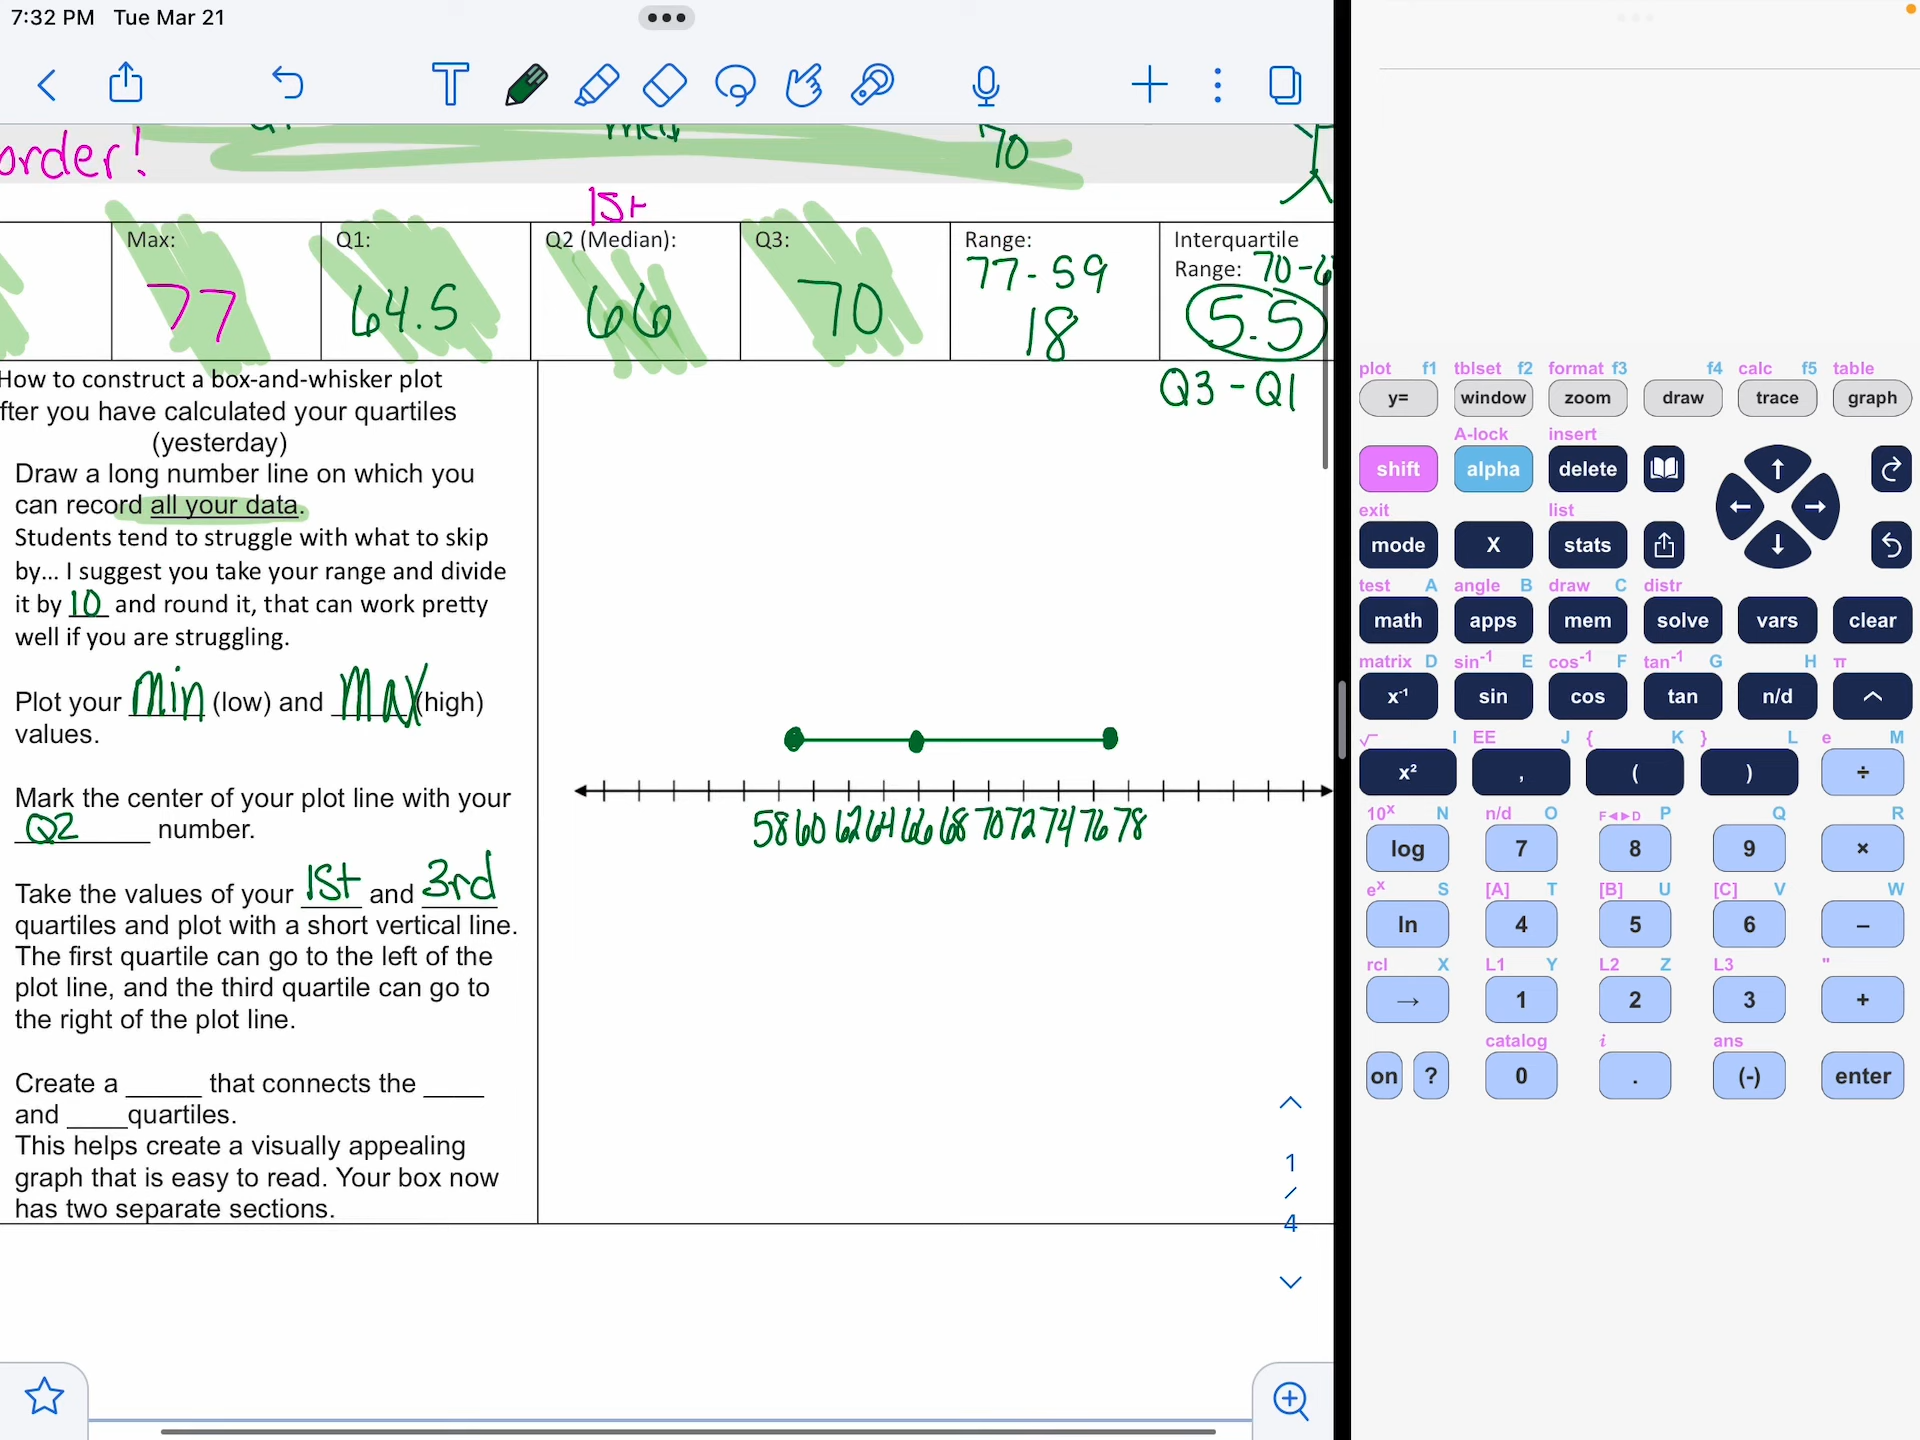 7:32 PM Tue Mar 21
order!
70
1st
Max:
77
Q1:
64.5
Q2 (Median):
66
Q3:
70
Range:
77-59
18
Interquartile
Range: 70-6
5.5
Q3 - Q1
How to construct a box-and-whisker plot
fter you have calculated your quartiles
(yesterday)
Draw a long number line on which you
can record all your data.
Students tend to struggle with what to skip
by... I suggest you take your range and divide
it by 10 and round it, that can work pretty
well if you are struggling.
Plot your min (low) and max (high)
values.
Mark the center of your plot line with your
Q2 number.
Take the values of your 1st and 3rd
quartiles and plot with a short vertical line.
The first quartile can go to the left of the
plot line, and the third quartile can go to
the right of the plot line.
Create a _____ that connects the ____
and ____quartiles.
This helps create a visually appealing
graph that is easy to read. Your box now
has two separate sections.
58 60 62 64 66 68 70 72 74 76 78
1
/
4
plot f1 tblset f2 format f3 f4 calc f5 table
y= window zoom draw trace graph
A-lock insert
shift alpha delete
exit list
mode X stats
test A angle B draw C distr
math apps mem solve vars clear
matrix D sin⁻¹ E cos⁻¹ F tan⁻¹ G H π
x⁻¹ sin cos tan n/d ^
√ I EE J { K } L e M
x² , ( ) ÷
10ˣ N n/d O F◄►D P Q R
log 7 8 9 ×
eˣ S [A] T [B] U [C] V W
ln 4 5 6 −
rcl X L1 Y L2 Z L3 "
→ 1 2 3 +
catalog i ans
on ? 0 . (-) enter